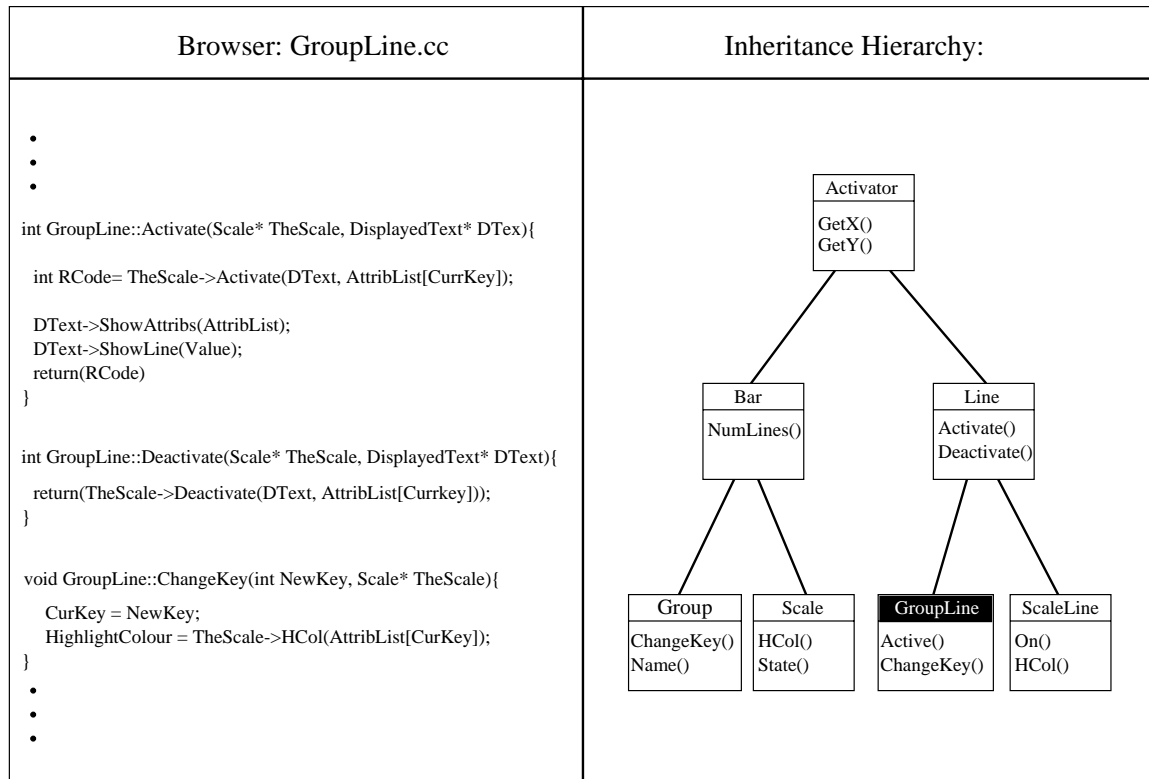 Browser: GroupLine.cc
int GroupLine::Activate(Scale* TheScale, DisplayedText* DTex){
int RCode= TheScale->Activate(DText, AttribList[CurrKey]);
DText->ShowAttribs(AttribList);
DText->ShowLine(Value);
return(RCode)
}
int GroupLine::Deactivate(Scale* TheScale, DisplayedText* DText){
return(TheScale->Deactivate(DText, AttribList[Currkey]));
}
void GroupLine::ChangeKey(int NewKey, Scale* TheScale){
CurKey = NewKey;
HighlightColour = TheScale->HCol(AttribList[CurKey]);
}
Inheritance Hierarchy:
Activator
GetX()
GetY()
Bar
NumLines()
Line
Activate()
Deactivate()
Group
ChangeKey()
Name()
Scale
HCol()
State()
GroupLine
Active()
ChangeKey()
ScaleLine
On()
HCol()